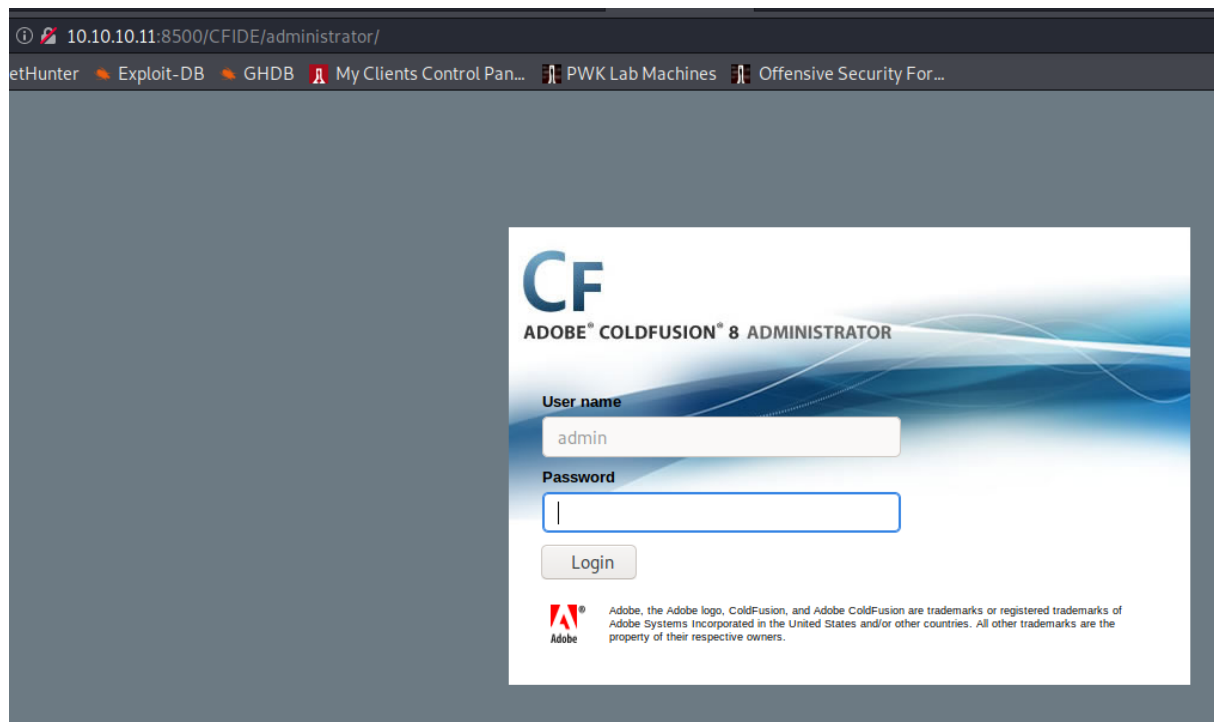 10.10.10.11:8500/CFIDE/administrator/
etHunter Exploit-DB GHDB My Clients Control Pan... PWK Lab Machines Offensive Security For...
CF
ADOBE® COLDFUSION® 8 ADMINISTRATOR
User name
admin
Password
Login
Adobe, the Adobe logo, ColdFusion, and Adobe ColdFusion are trademarks or registered trademarks of
Adobe Systems Incorporated in the United States and/or other countries. All other trademarks are the
property of their respective owners.
Adobe